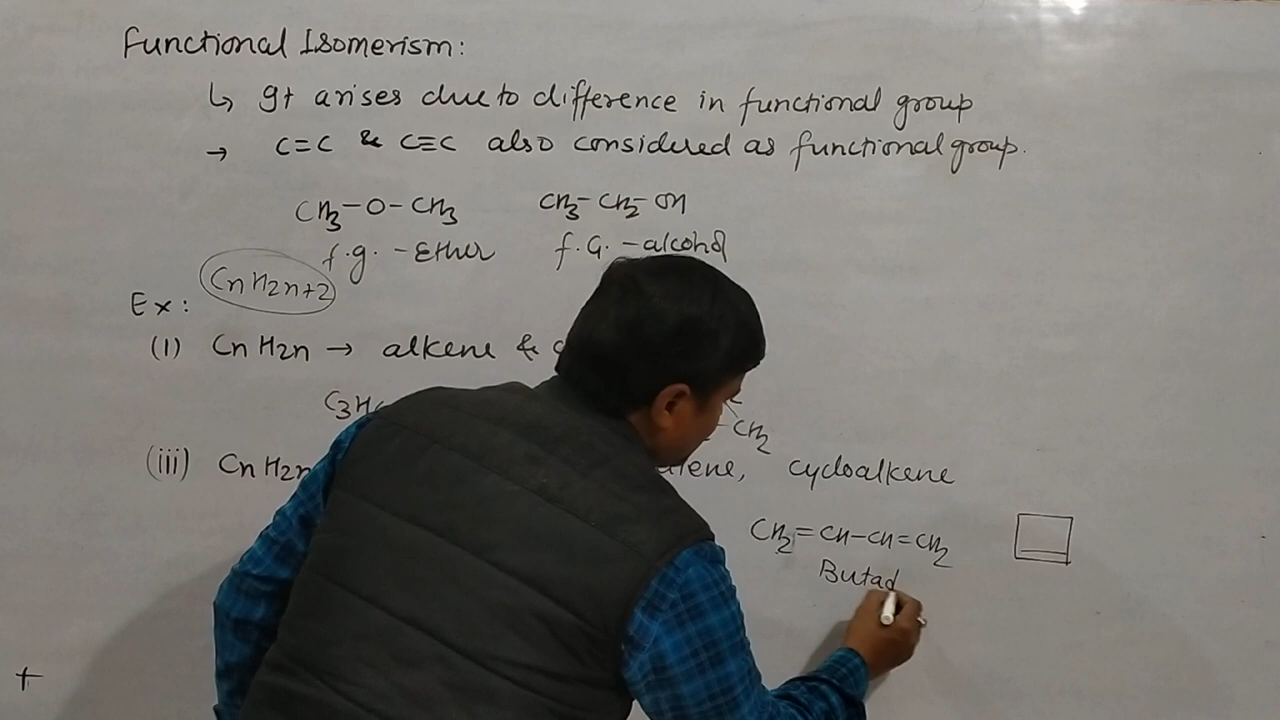 Functional Isomerism:
↳ It arises due to difference in functional group
→ C=C & C≡C also considered as functional group.
CH3-O-CH3 CH3-CH2-OH
f.g. - Ether f.G. - alcohol
CnH2n+2
Ex:
(1) CnH2n → alkene &
C3H
CH2
(iii) CnH2n cycloalkene
CH2=CH-CH=CH2
Butad
+